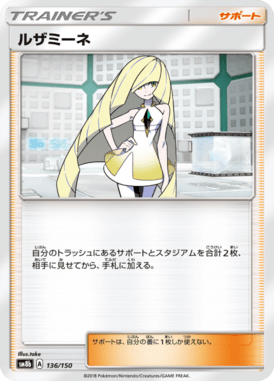 TRAINER'S
サポート
ルザミーネ
自分のトラッシュにあるサポートとスタジアムを合計2枚、
相手に見せてから、手札に加える。
Illus.take
サポートは、自分の番に1枚しか使えない。
SM8b A 136/150
©2018 Pokémon/Nintendo/Creatures/GAME FREAK.